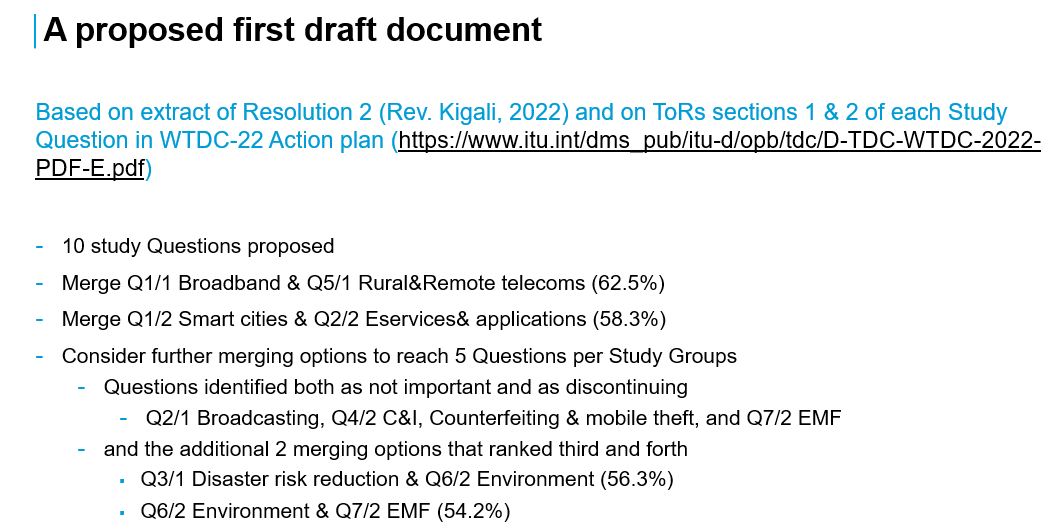 A proposed first draft document
Based on extract of Resolution 2 (Rev. Kigali, 2022) and on ToRs sections 1 & 2 of each Study
Question in WTDC-22 Action plan (https://www.itu.int/dms_pub/itu-d/opb/tdc/D-TDC-WTDC-2022-
PDF-E.pdf)
- 10 study Questions proposed
- Merge Q1/1 Broadband & Q5/1 Rural&Remote telecoms (62.5%)
- Merge Q1/2 Smart cities & Q2/2 Eservices& applications (58.3%)
- Consider further merging options to reach 5 Questions per Study Groups
- Questions identified both as not important and as discontinuing
- Q2/1 Broadcasting, Q4/2 C&I, Counterfeiting & mobile theft, and Q7/2 EMF
- and the additional 2 merging options that ranked third and forth
▪ Q3/1 Disaster risk reduction & Q6/2 Environment (56.3%)
▪ Q6/2 Environment & Q7/2 EMF (54.2%)